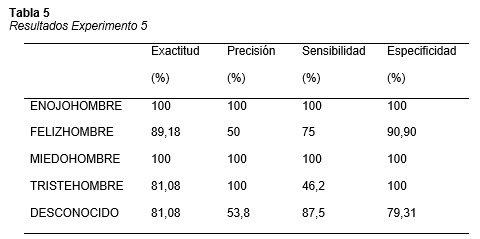 Tabla 5
Resultados Experimento 5
Exactitud Precisión Sensibilidad Especificidad
(%) (%) (%) (%)
ENOJOHOMBRE 100 100 100 100
FELIZHOMBRE 89,18 50 75 90,90
MIEDOHOMBRE 100 100 100 100
TRISTEHOMBRE 81,08 100 46,2 100
DESCONOCIDO 81,08 53,8 87,5 79,31